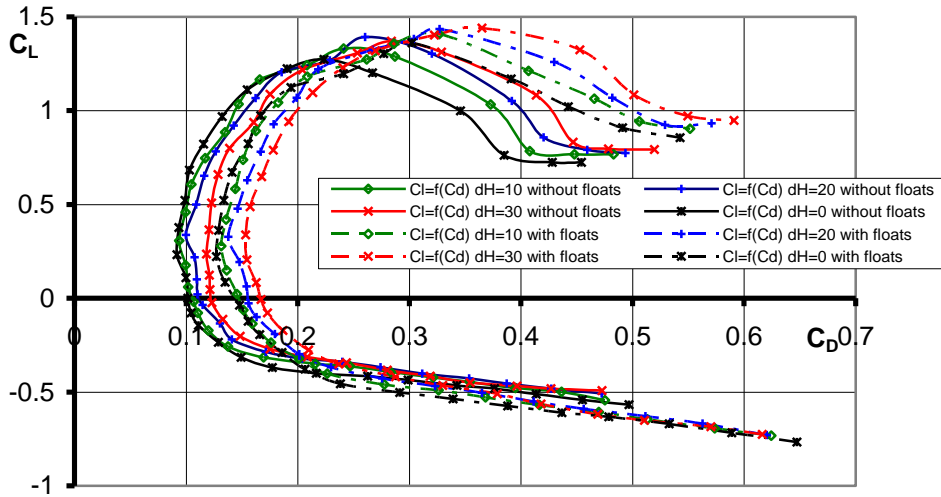 1.5
C_L
1
0.5
Cl=f(Cd) dH=10 without floats Cl=f(Cd) dH=20 without floats
Cl=f(Cd) dH=30 without floats Cl=f(Cd) dH=0 without floats
Cl=f(Cd) dH=10 with floats Cl=f(Cd) dH=20 with floats
Cl=f(Cd) dH=30 with floats Cl=f(Cd) dH=0 with floats
0
0 0.1 0.2 0.3 0.4 0.5 0.6 C_D 0.7
-0.5
-1